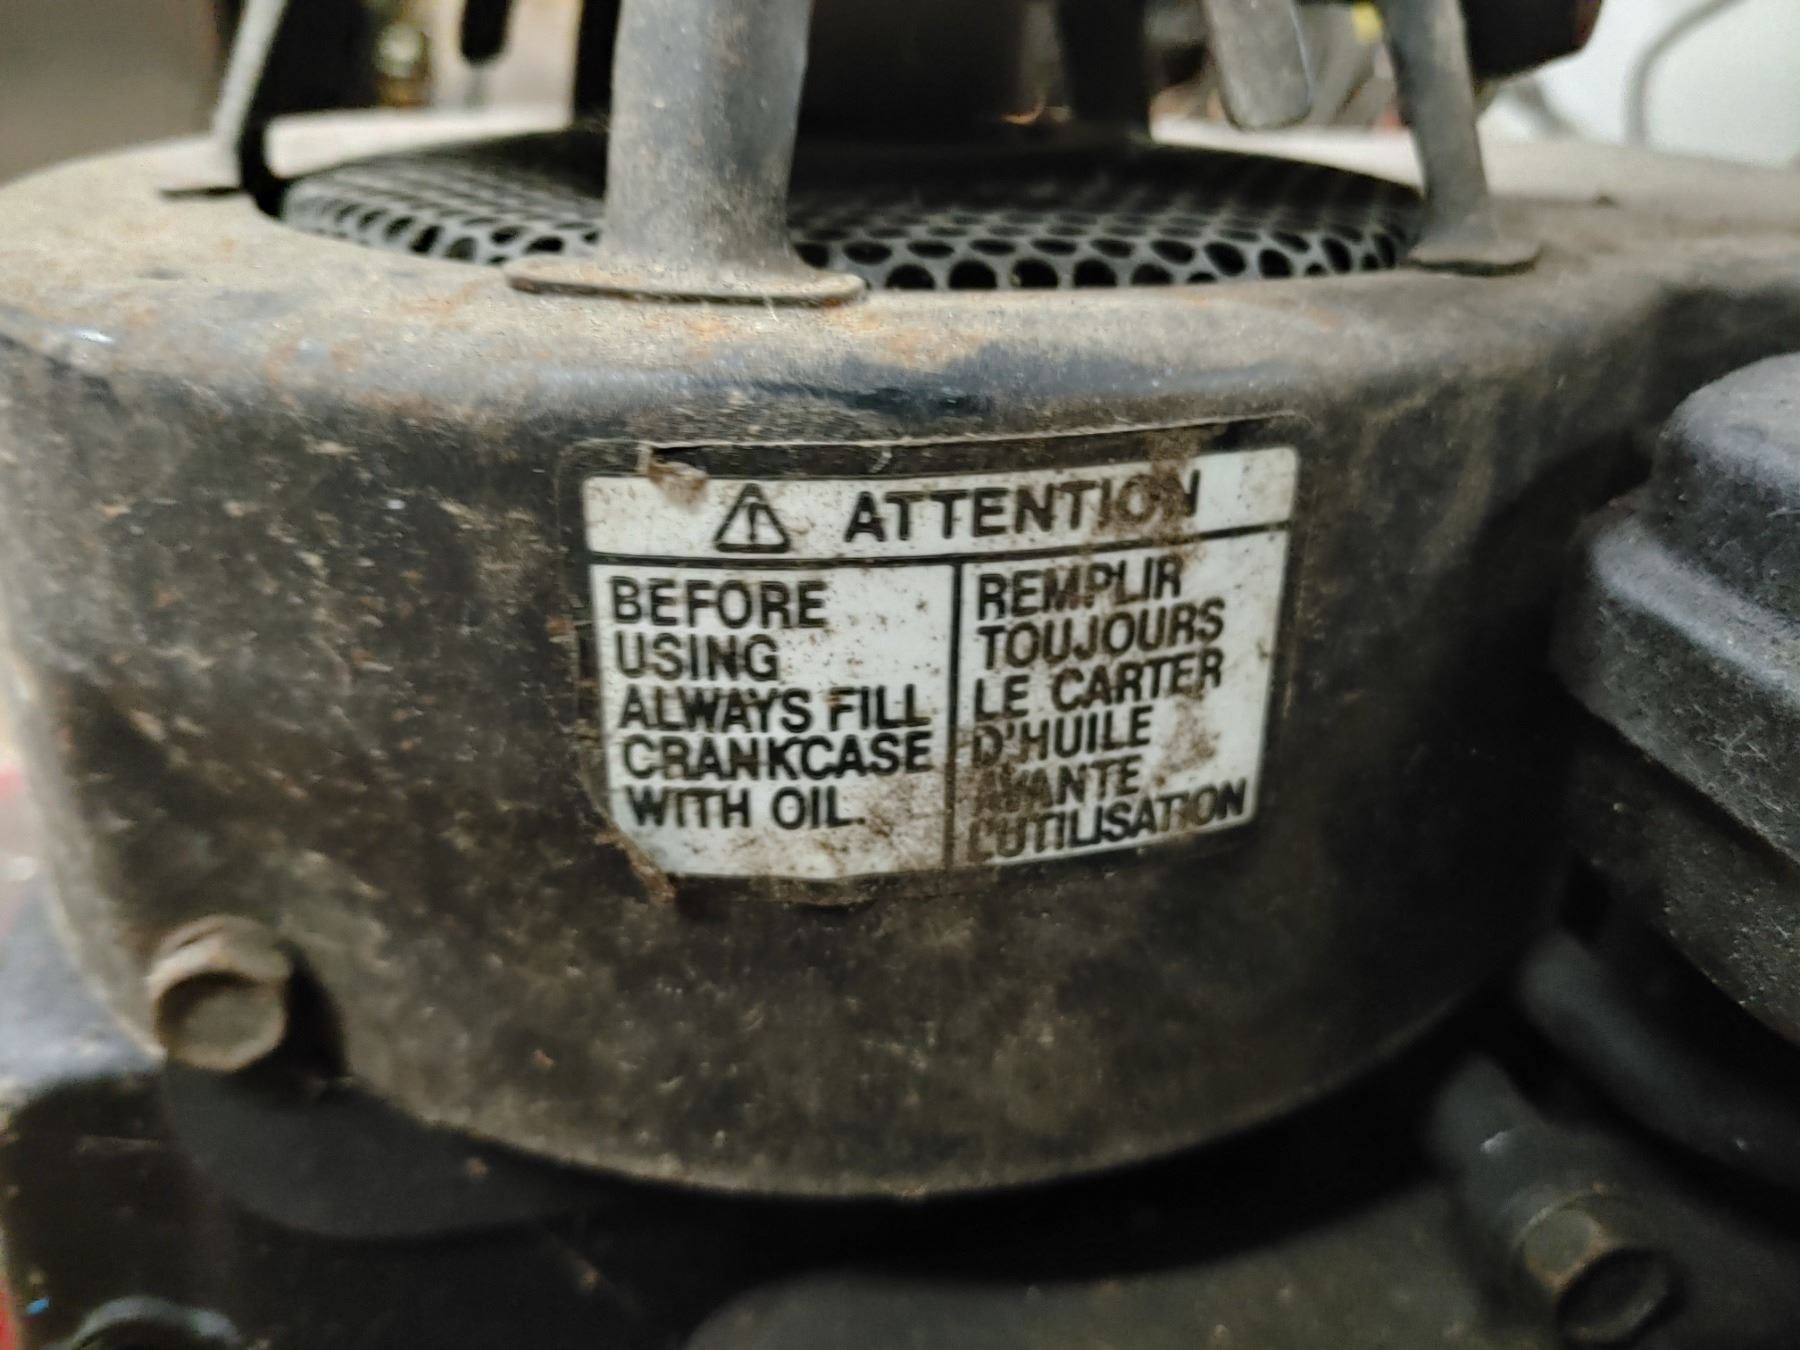 ATTENTION
BEFORE
USING
ALWAYS FILL
CRANKCASE
WITH OIL.
REMPLIR
TOUJOURS
LE CARTER
D'HUILE
AVANTE
L'UTILISATION